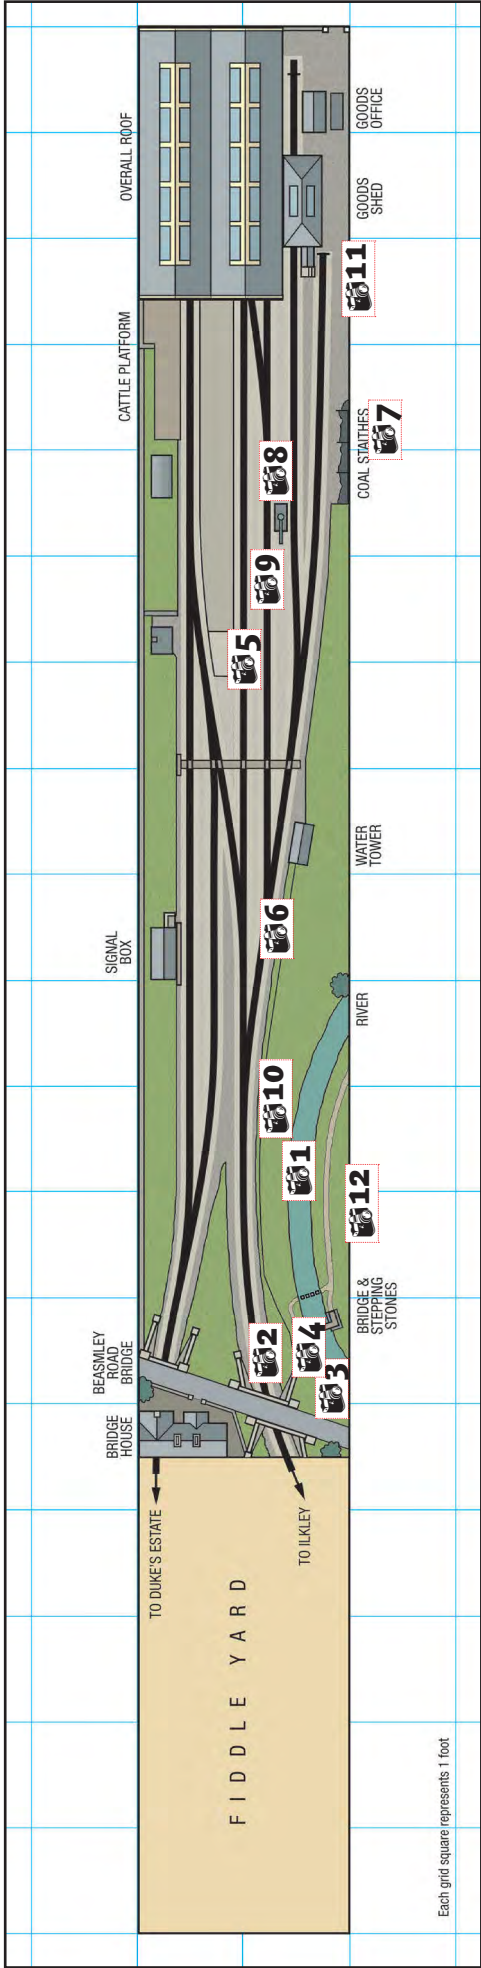 OVERALL ROOF
GOODS
OFFICE
GOODS
SHED
11
CATTLE PLATFORM
COAL STAITHES
7
8
9
5
WATER
TOWER
6
SIGNAL
BOX
RIVER
10
1
12
BRIDGE &
STEPPING
STONES
BEASMLEY
ROAD
BRIDGE
2
4
3
BRIDGE
HOUSE
TO DUKE'S ESTATE
TO ILKLEY
FIDDLE YARD
Each grid square represents 1 foot